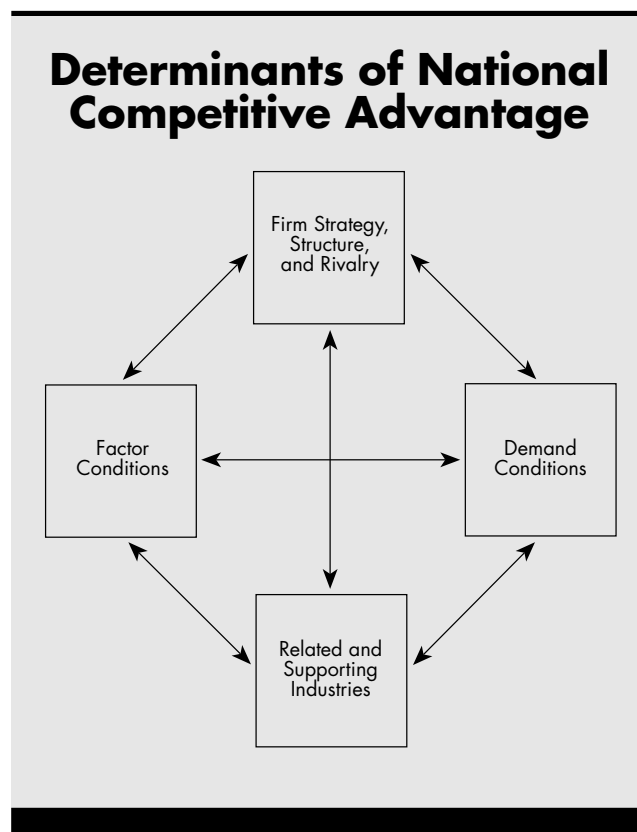 Determinants of National
Competitive Advantage
Firm Strategy,
Structure,
and Rivalry
Factor
Conditions
Demand
Conditions
Related and
Supporting
Industries